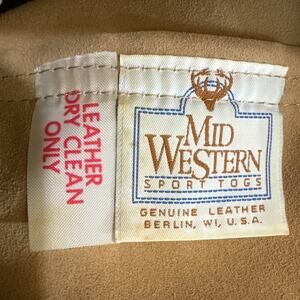 LEATHER
DRY CLEAN
ONLY
MID
WESTERN
SPORT TOGS
GENUINE LEATHER
BERLIN, WI, U.S.A.